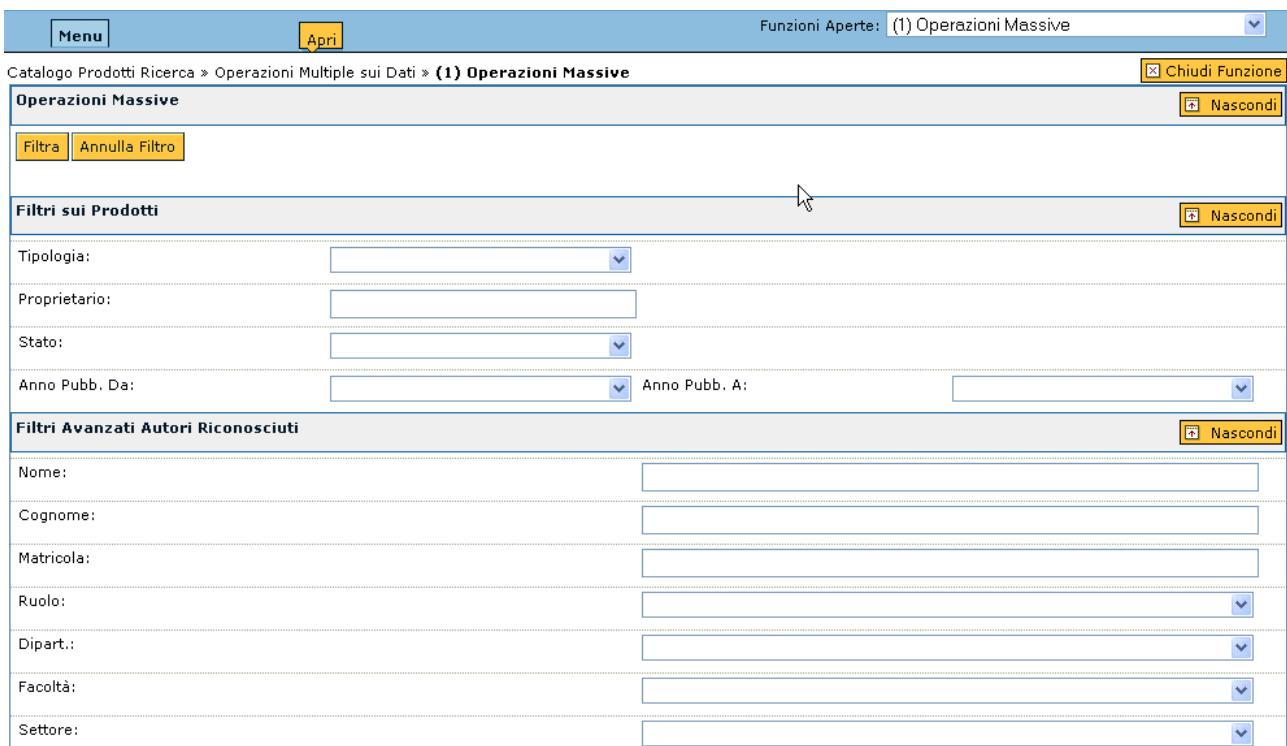 Menu Apri Funzioni Aperte: (1) Operazioni Massive
Catalogo Prodotti Ricerca » Operazioni Multiple sui Dati » (1) Operazioni Massive Chiudi Funzione
Operazioni Massive Nascondi
Filtra Annulla Filtro
Filtri sui Prodotti Nascondi
Tipologia:
Proprietario:
Stato:
Anno Pubb. Da: Anno Pubb. A:
Filtri Avanzati Autori Riconosciuti Nascondi
Nome:
Cognome:
Matricola:
Ruolo:
Dipart.:
Facoltà:
Settore: